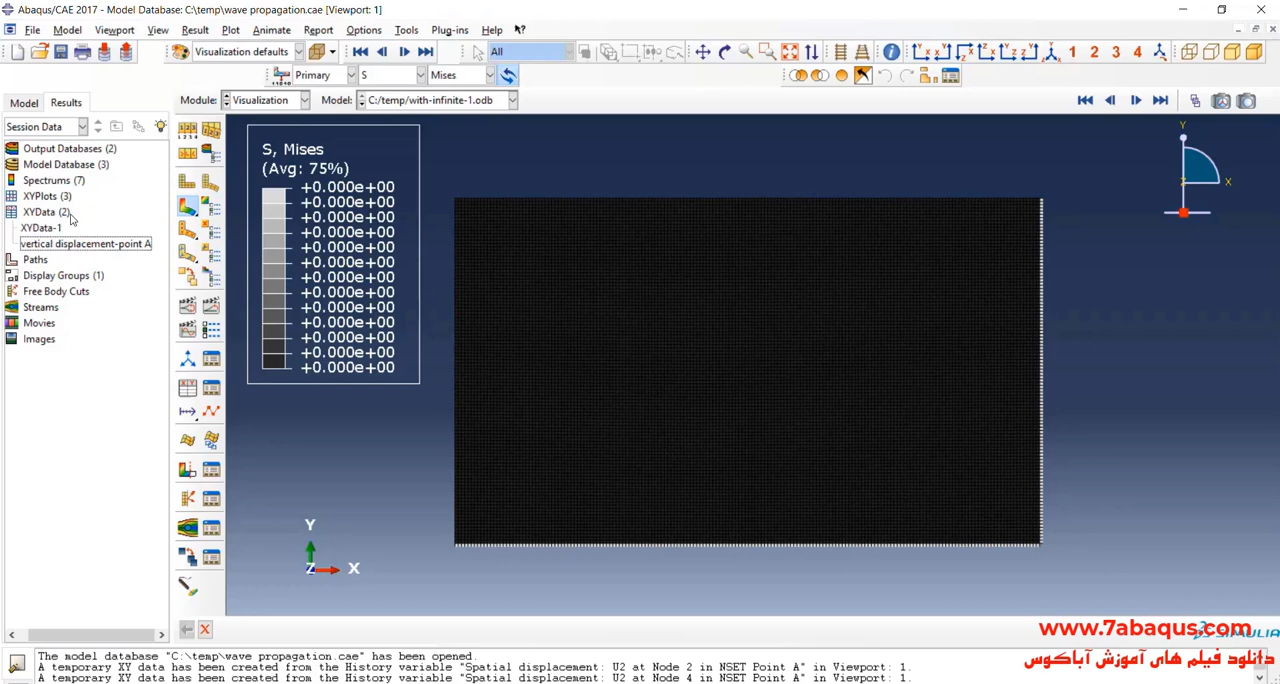 Abaqus/CAE 2017 - Model Database: C:\temp\wave propagation.cae [Viewport: 1]
File Model Viewport View Result Plot Animate Report Options Tools Plug-ins Help
Visualization defaults All 1 2 3 4
Primary S Mises
Model Results Module: Visualization Model: C:/temp/with-infinite-1.odb
Session Data
Output Databases (2)
Model Database (3)
Spectrums (7)
XYPlots (3)
XYData (2)
XYData-1
vertical displacement-point A
Paths
Display Groups (1)
Free Body Cuts
Streams
Movies
Images
S, Mises
(Avg: 75%)
+0.000e+00
+0.000e+00
+0.000e+00
+0.000e+00
+0.000e+00
+0.000e+00
+0.000e+00
+0.000e+00
+0.000e+00
+0.000e+00
+0.000e+00
+0.000e+00
+0.000e+00
Y
X
Z
Y
X
Z
The model database "C:\temp\wave propagation.cae" has been opened.
A temporary XY data has been created from the History variable "Spatial displacement: U2 at Node 2 in NSET Point A" in Viewport: 1.
A temporary XY data has been created from the History variable "Spatial displacement: U2 at Node 4 in NSET Point A" in Viewport: 1.
www.7abaqus.com
دانلود فیلم های آموزش آباکوس